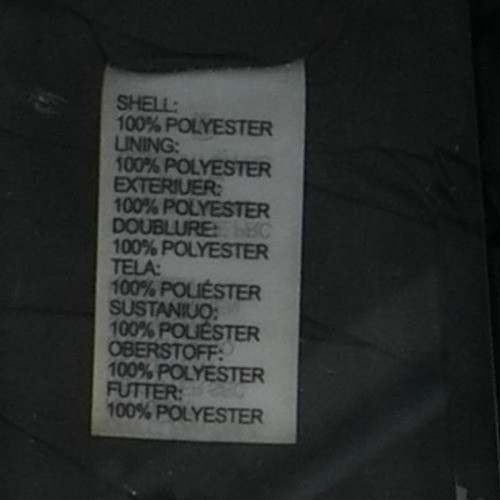 SHELL:
100% POLYESTER
LINING:
100% POLYESTER
EXTERIUER:
100% POLYESTER
DOUBLURE:
100% POLYESTER
TELA:
100% POLIÉSTER
SUSTANIUO:
100% POLIÉSTER
OBERSTOFF:
100% POLYESTER
FUTTER:
100% POLYESTER